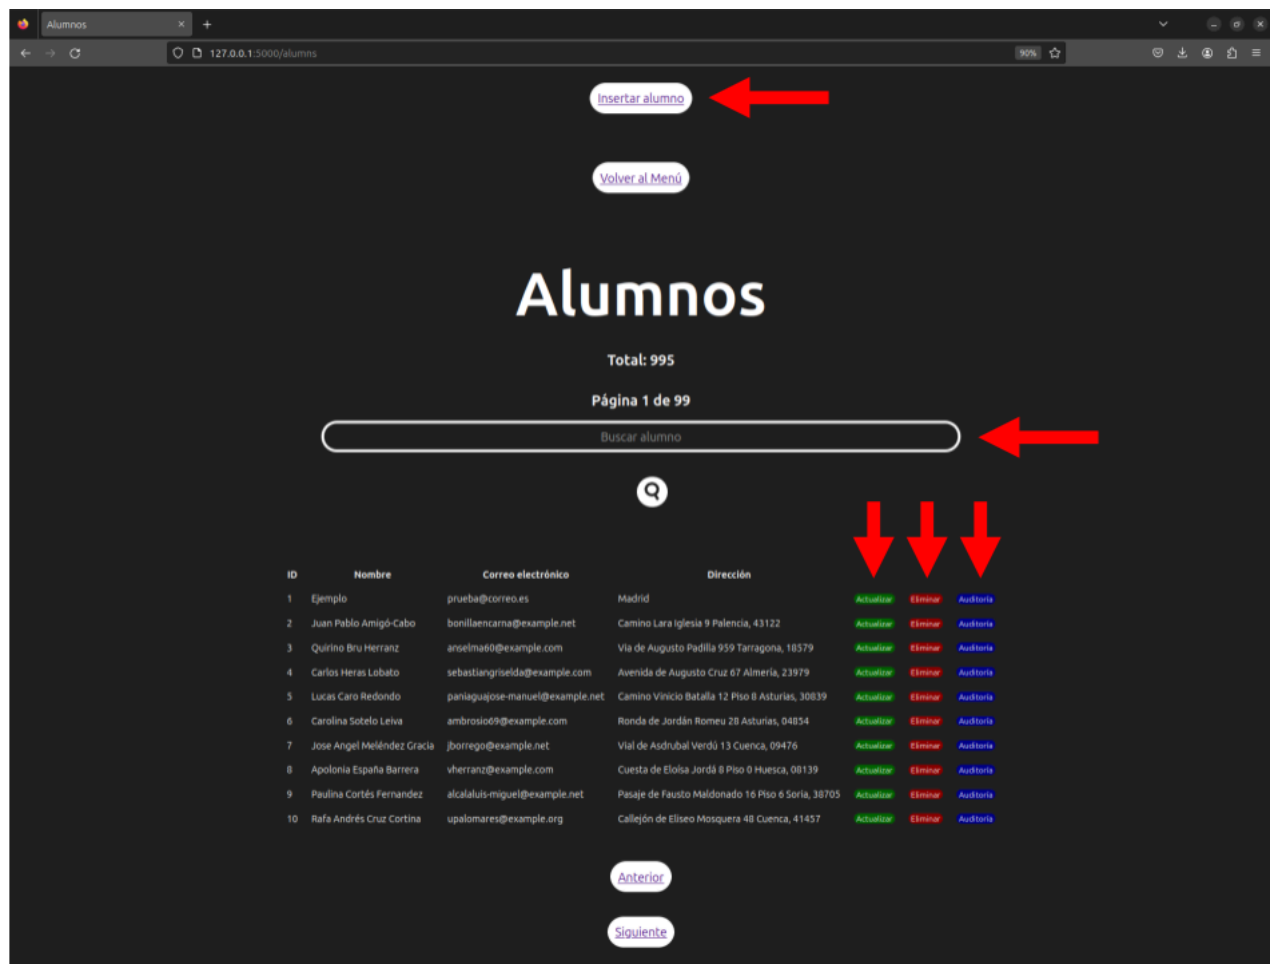 Alumnos
127.0.0.1:5000/alumns
90%
Insertar alumno
Volver al Menú
Alumnos
Total: 995
Página 1 de 99
Buscar alumno
ID Nombre Correo electrónico Dirección
1 Ejemplo prueba@correo.es Madrid Actualizar Eliminar Auditoría
2 Juan Pablo Amigó-Cabo bonillaencarna@example.net Camino Lara Iglesia 9 Palencia, 43122 Actualizar Eliminar Auditoría
3 Quirino Bru Herranz anselma60@example.com Via de Augusto Padilla 959 Tarragona, 18579 Actualizar Eliminar Auditoría
4 Carlos Heras Lobato sebastiangriselda@example.com Avenida de Augusto Cruz 67 Almería, 23979 Actualizar Eliminar Auditoría
5 Lucas Caro Redondo paniaguajose-manuel@example.net Camino Vinicio Batalla 12 Piso 8 Asturias, 30839 Actualizar Eliminar Auditoría
6 Carolina Sotelo Leiva ambrosio69@example.com Ronda de Jordán Romeu 28 Asturias, 04854 Actualizar Eliminar Auditoría
7 Jose Angel Meléndez Gracia jborrego@example.net Vial de Asdrubal Verdú 13 Cuenca, 09476 Actualizar Eliminar Auditoría
8 Apolonia España Barrera vherranz@example.com Cuesta de Eloísa Jordá 8 Piso 0 Huesca, 08139 Actualizar Eliminar Auditoría
9 Paulina Cortés Fernandez alcalaluis-miguel@example.net Pasaje de Fausto Maldonado 16 Piso 6 Soria, 38705 Actualizar Eliminar Auditoría
10 Rafa Andrés Cruz Cortina upalomares@example.org Callejón de Eliseo Mosquera 48 Cuenca, 41457 Actualizar Eliminar Auditoría
Anterior
Siguiente